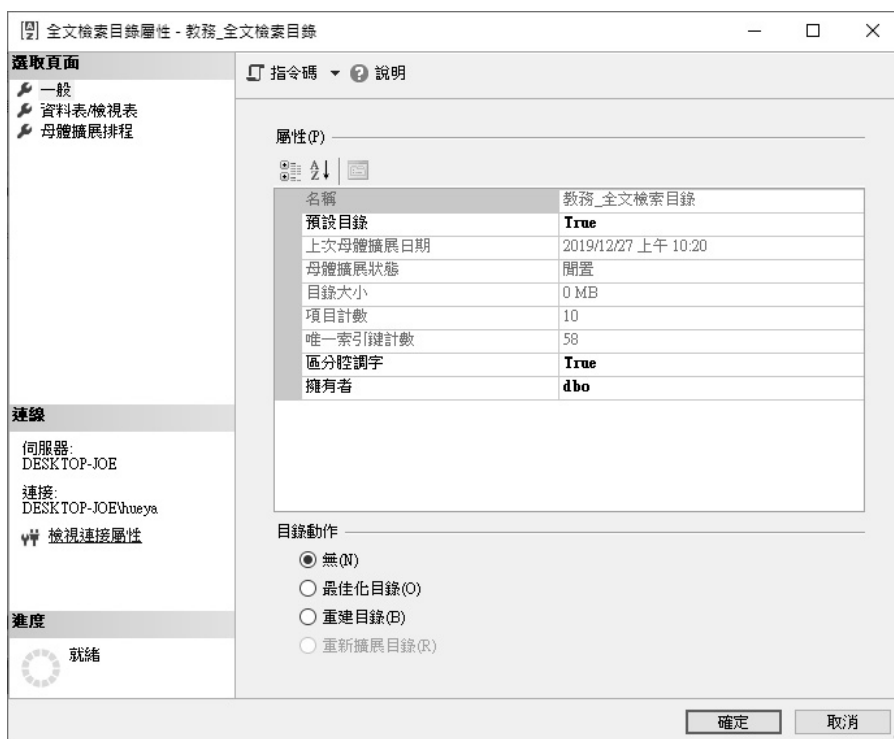 全文檢索目錄屬性 - 教務_全文檢索目錄
選取頁面
一般
資料表/檢視表
母體擴展排程
連線
伺服器:
DESKTOP-JOE
連接:
DESKTOP-JOE\hueya
檢視連接屬性
進度
就緒
指令碼 說明
屬性(P)
名稱 教務_全文檢索目錄
預設目錄 True
上次母體擴展日期 2019/12/27 上午 10:20
母體擴展狀態 閒置
目錄大小 0 MB
項目計數 10
唯一索引鍵計數 58
區分腔調字 True
擁有者 dbo
目錄動作
無(N)
最佳化目錄(O)
重建目錄(B)
重新擴展目錄(R)
確定 取消